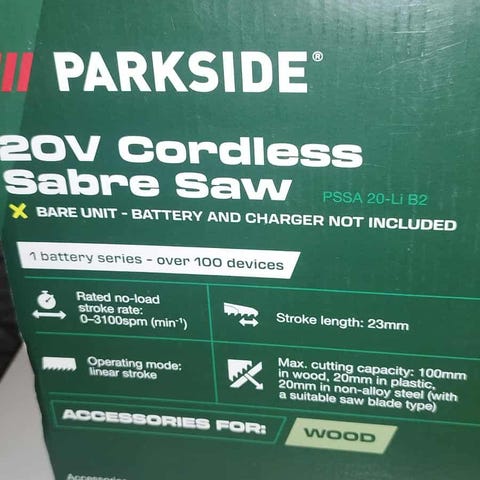 PARKSIDE®
20V Cordless
Sabre Saw PSSA 20-Li B2
BARE UNIT - BATTERY AND CHARGER NOT INCLUDED
1 battery series - over 100 devices
Rated no-load
stroke rate:
0-3100spm (min⁻¹)
Stroke length: 23mm
Operating mode:
linear stroke
Max. cutting capacity: 100mm
in wood, 20mm in plastic,
20mm in non-alloy steel (with
a suitable saw blade type)
ACCESSORIES FOR:
WOOD